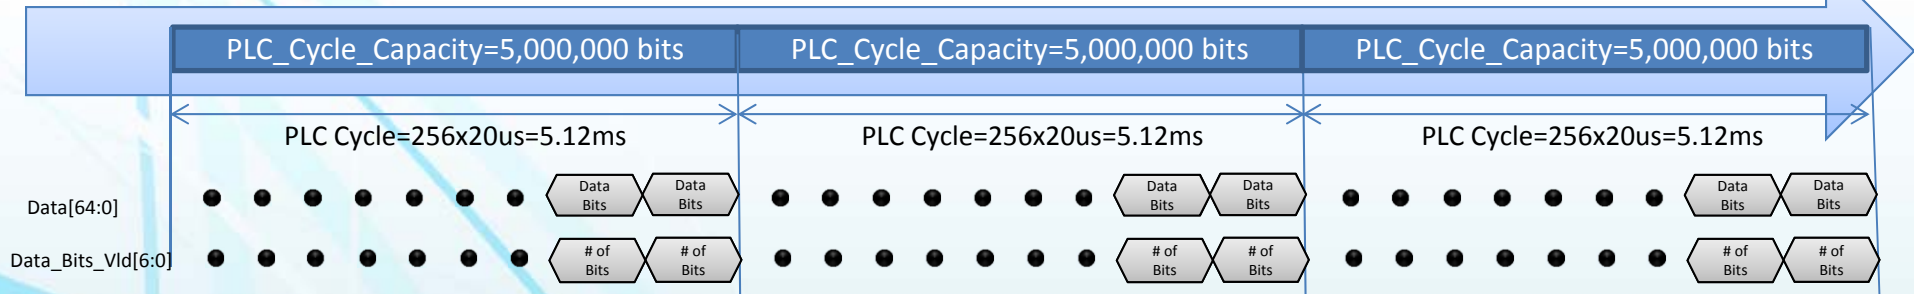 PLC_Cycle_Capacity=5,000,000 bits PLC_Cycle_Capacity=5,000,000 bits PLC_Cycle_Capacity=5,000,000 bits
PLC Cycle=256x20us=5.12ms PLC Cycle=256x20us=5.12ms PLC Cycle=256x20us=5.12ms
Data[64:0]
Data Data Data Data Data Data
Bits Bits Bits Bits Bits Bits
Data_Bits_Vld[6:0]
# of # of # of # of # of # of
Bits Bits Bits Bits Bits Bits